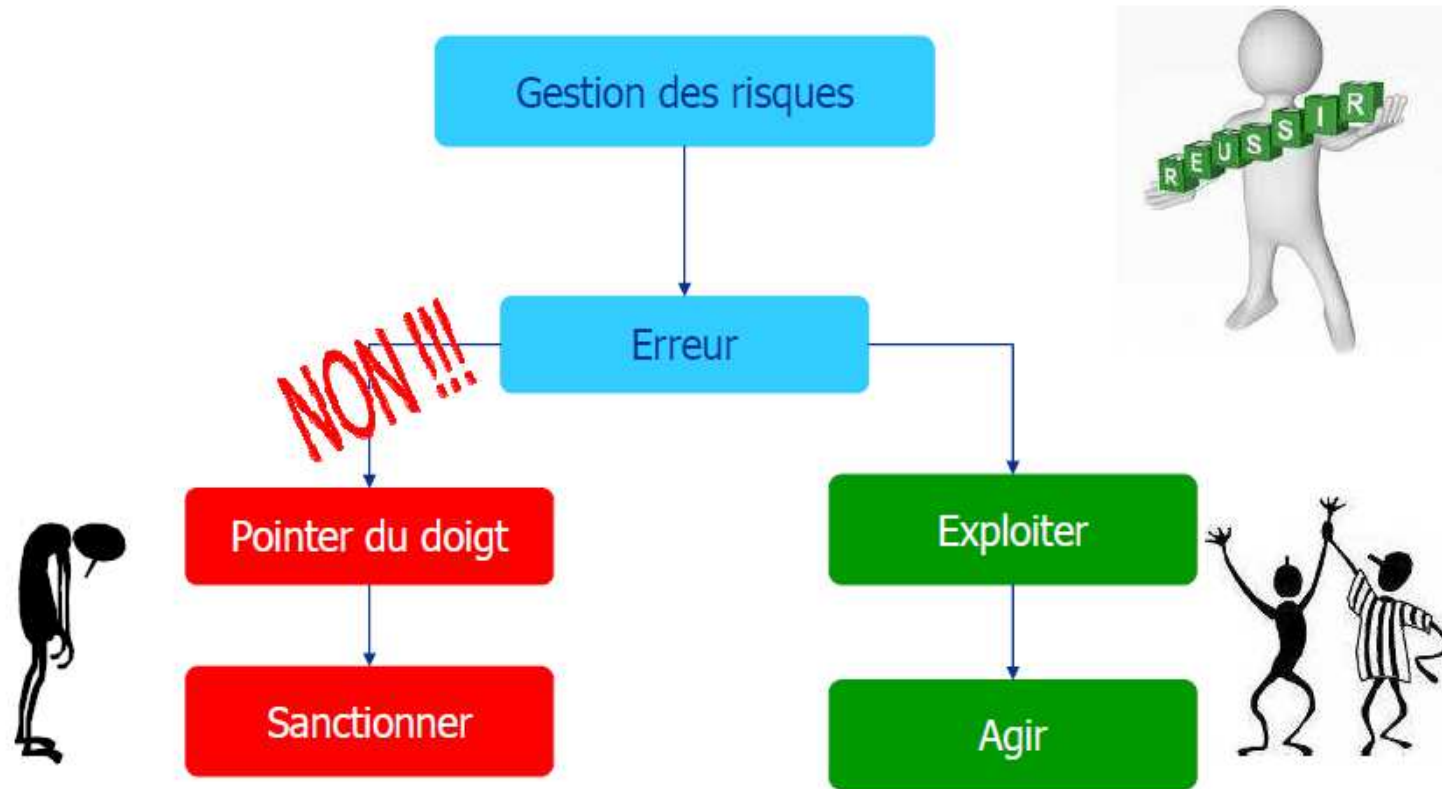 Gestion des risques
REUSSIR
Erreur
NON !!!
Pointer du doigt
Exploiter
Sanctionner
Agir